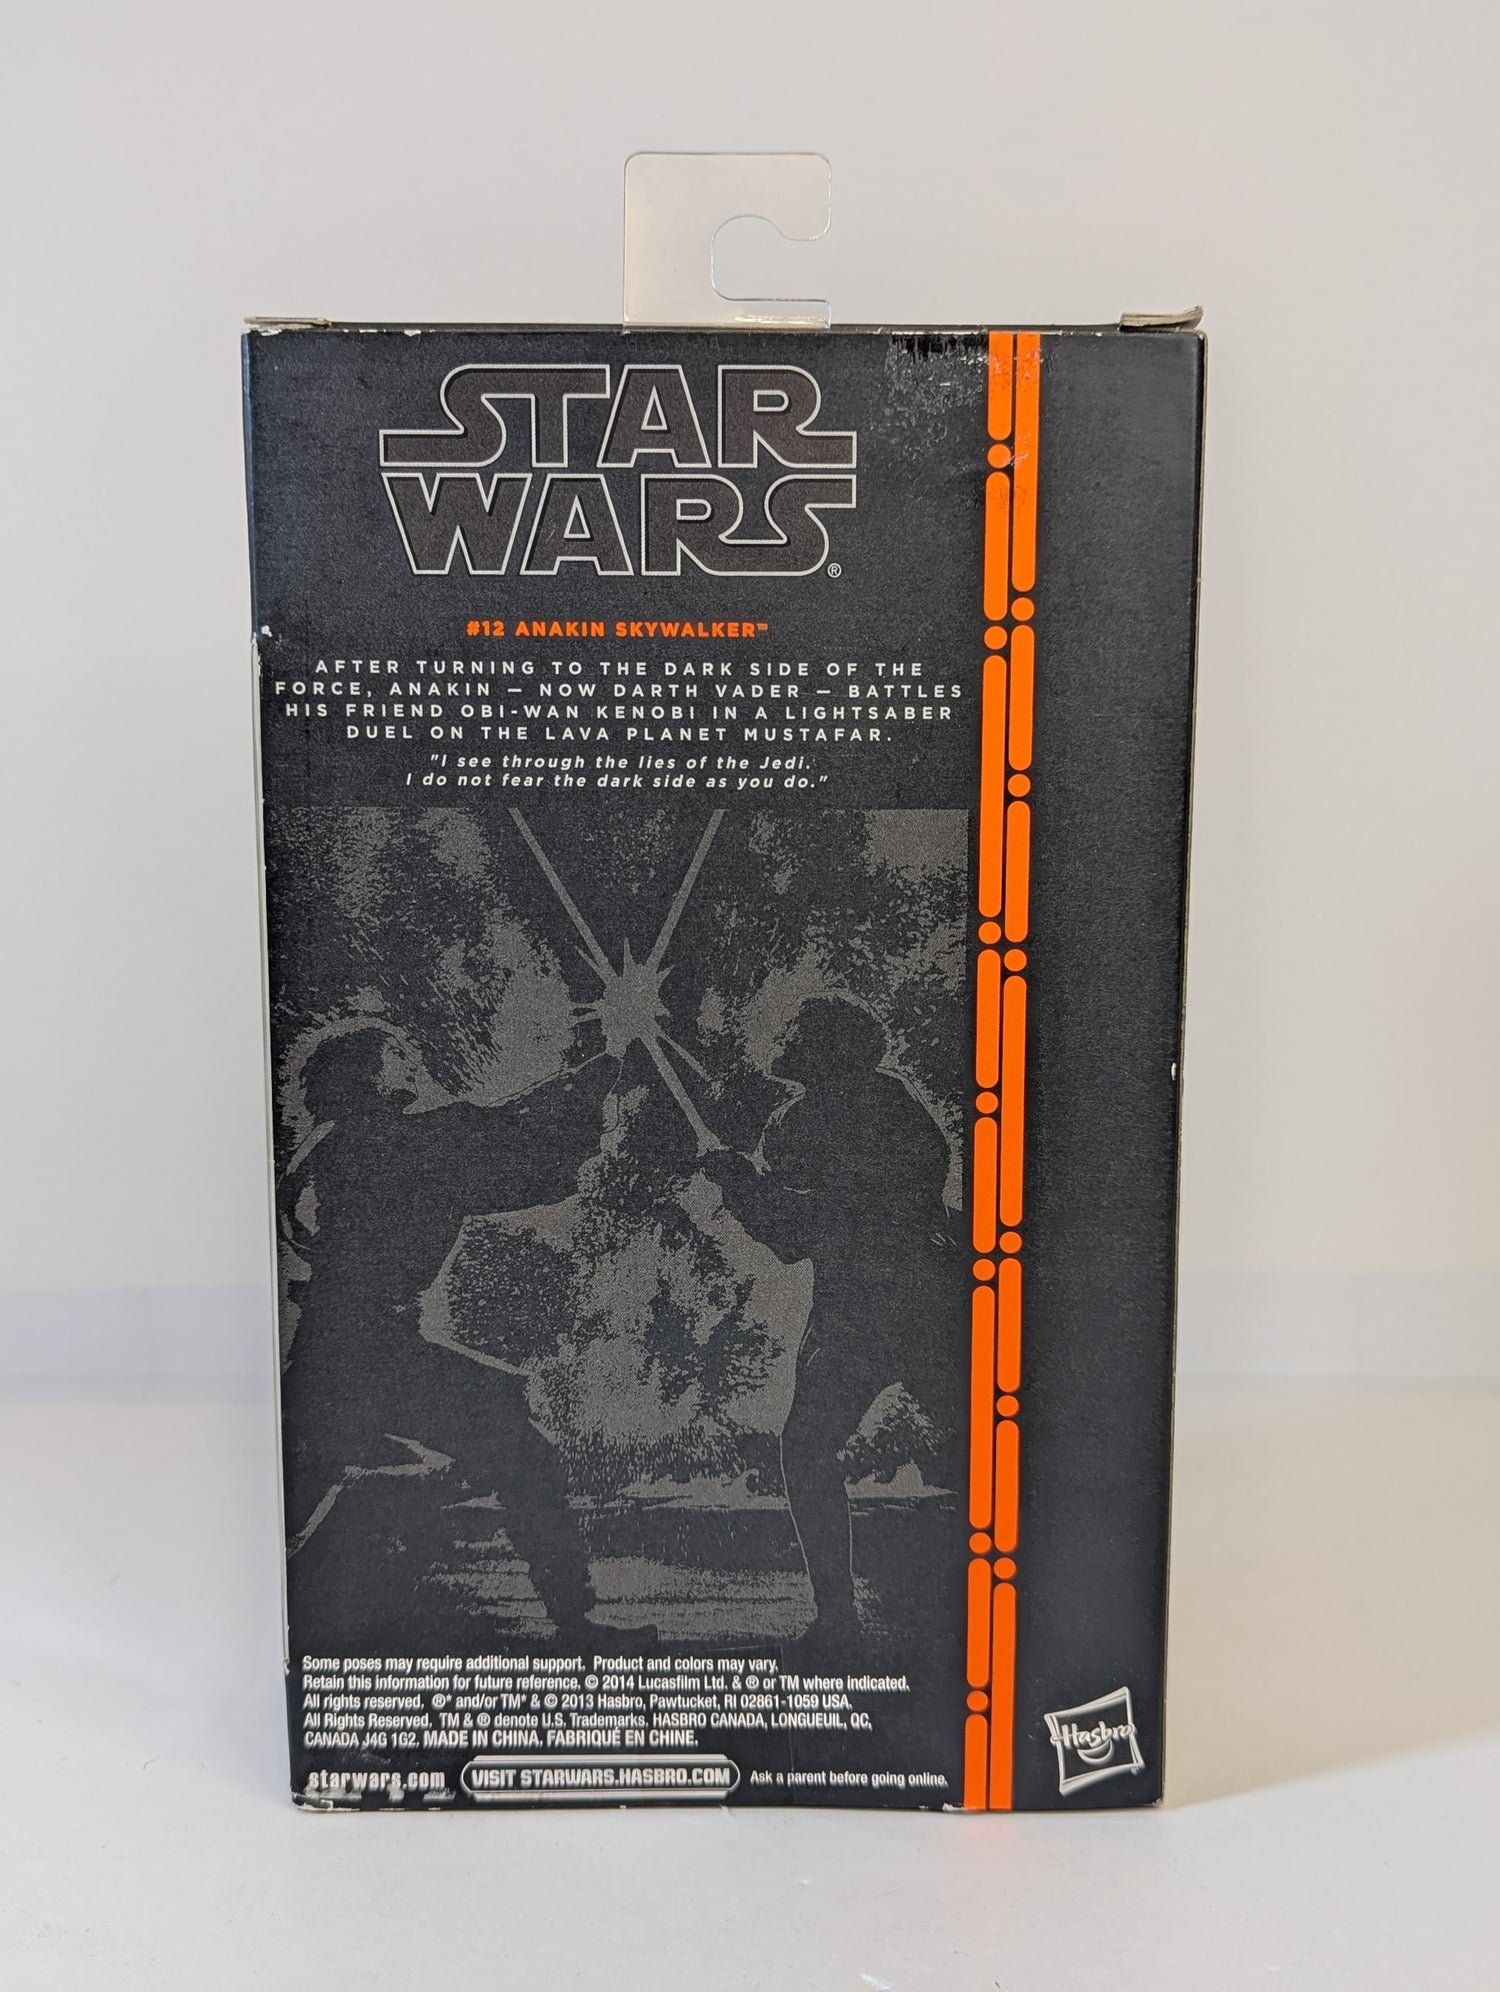 STAR
WARS®
#12 ANAKIN SKYWALKER™
AFTER TURNING TO THE DARK SIDE OF THE
FORCE, ANAKIN – NOW DARTH VADER – BATTLES
HIS FRIEND OBI-WAN KENOBI IN A LIGHTSABER
DUEL ON THE LAVA PLANET MUSTAFAR.
"I see through the lies of the Jedi.
I do not fear the dark side as you do."
Some poses may require additional support. Product and colors may vary.
Retain this information for future reference. © 2014 Lucasfilm Ltd. & ® or TM where indicated.
All rights reserved. ®* and/or TM* & © 2013 Hasbro, Pawtucket, RI 02861-1059 USA.
All Rights Reserved. TM & ® denote U.S. Trademarks. HASBRO CANADA, LONGUEUIL, QC,
CANADA J4G 1G2. MADE IN CHINA. FABRIQUÉ EN CHINE.
starwars.com VISIT STARWARS.HASBRO.COM Ask a parent before going online.
Hasbro